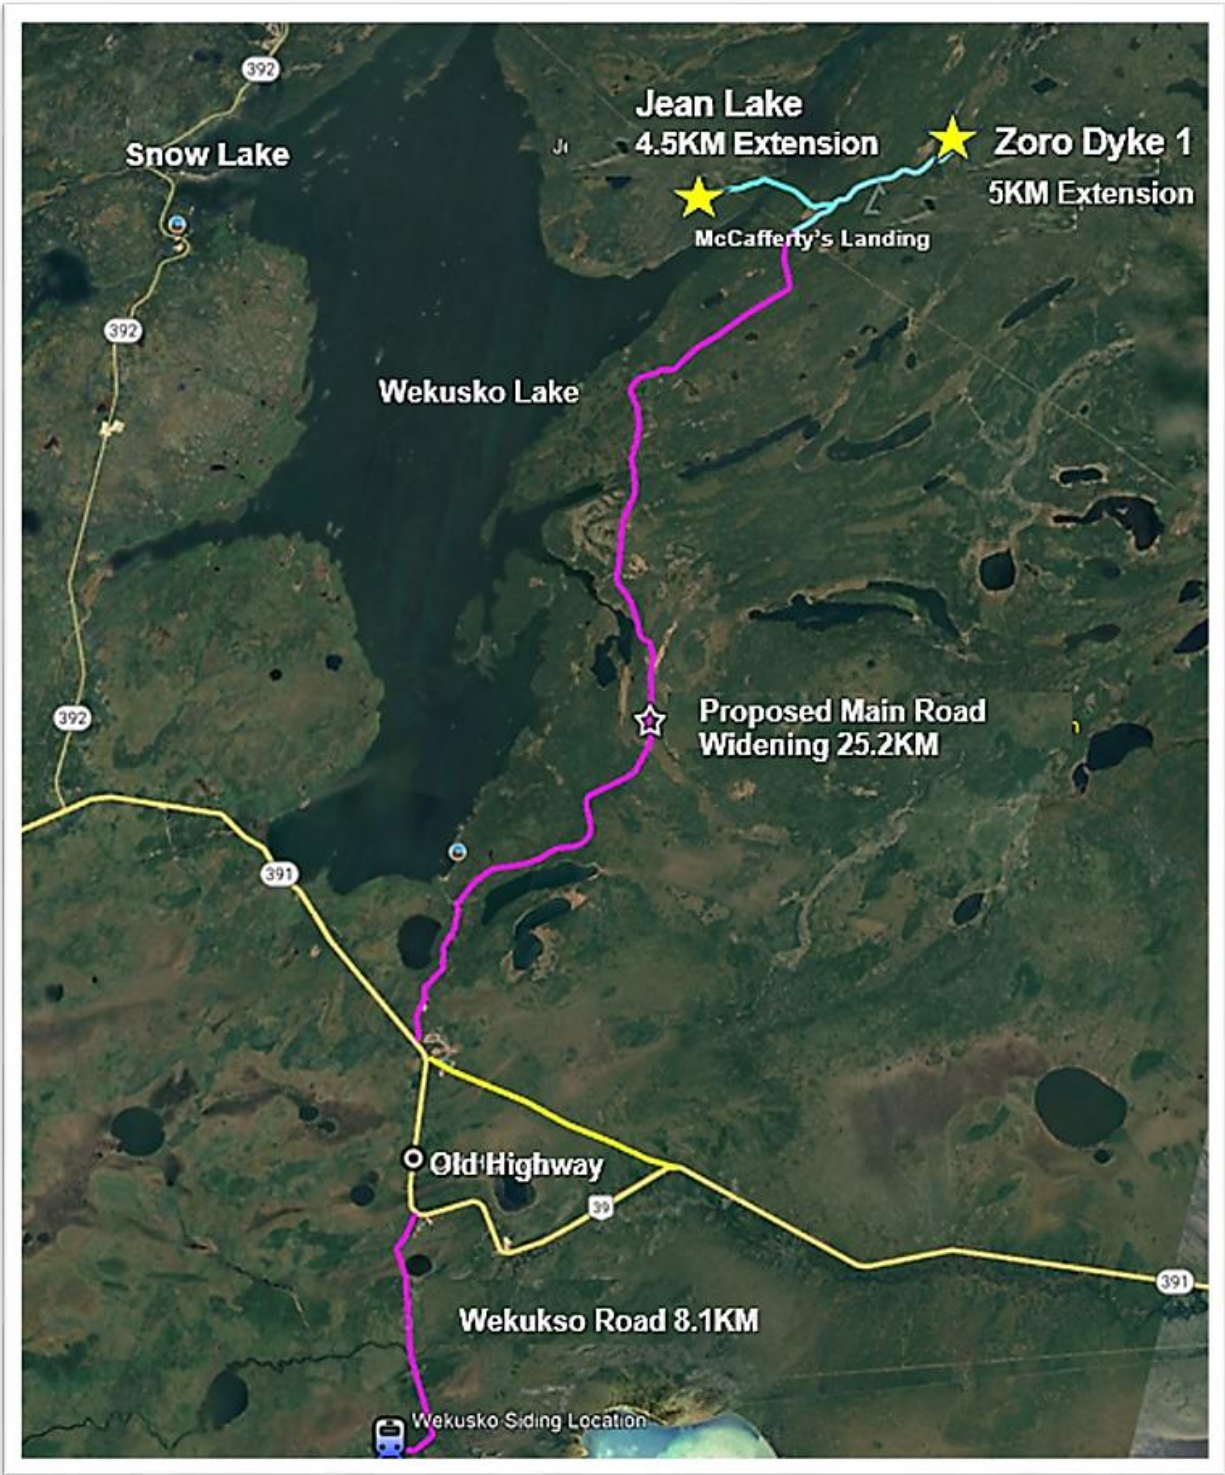 392
Jean Lake
4.5KM Extension
Zoro Dyke 1
5KM Extension
Snow Lake
McCafferty's Landing
392
Wekusko Lake
392
Proposed Main Road
Widening 25.2KM
391
Old Highway
39
391
Wekukso Road 8.1KM
Wekusko Siding Location